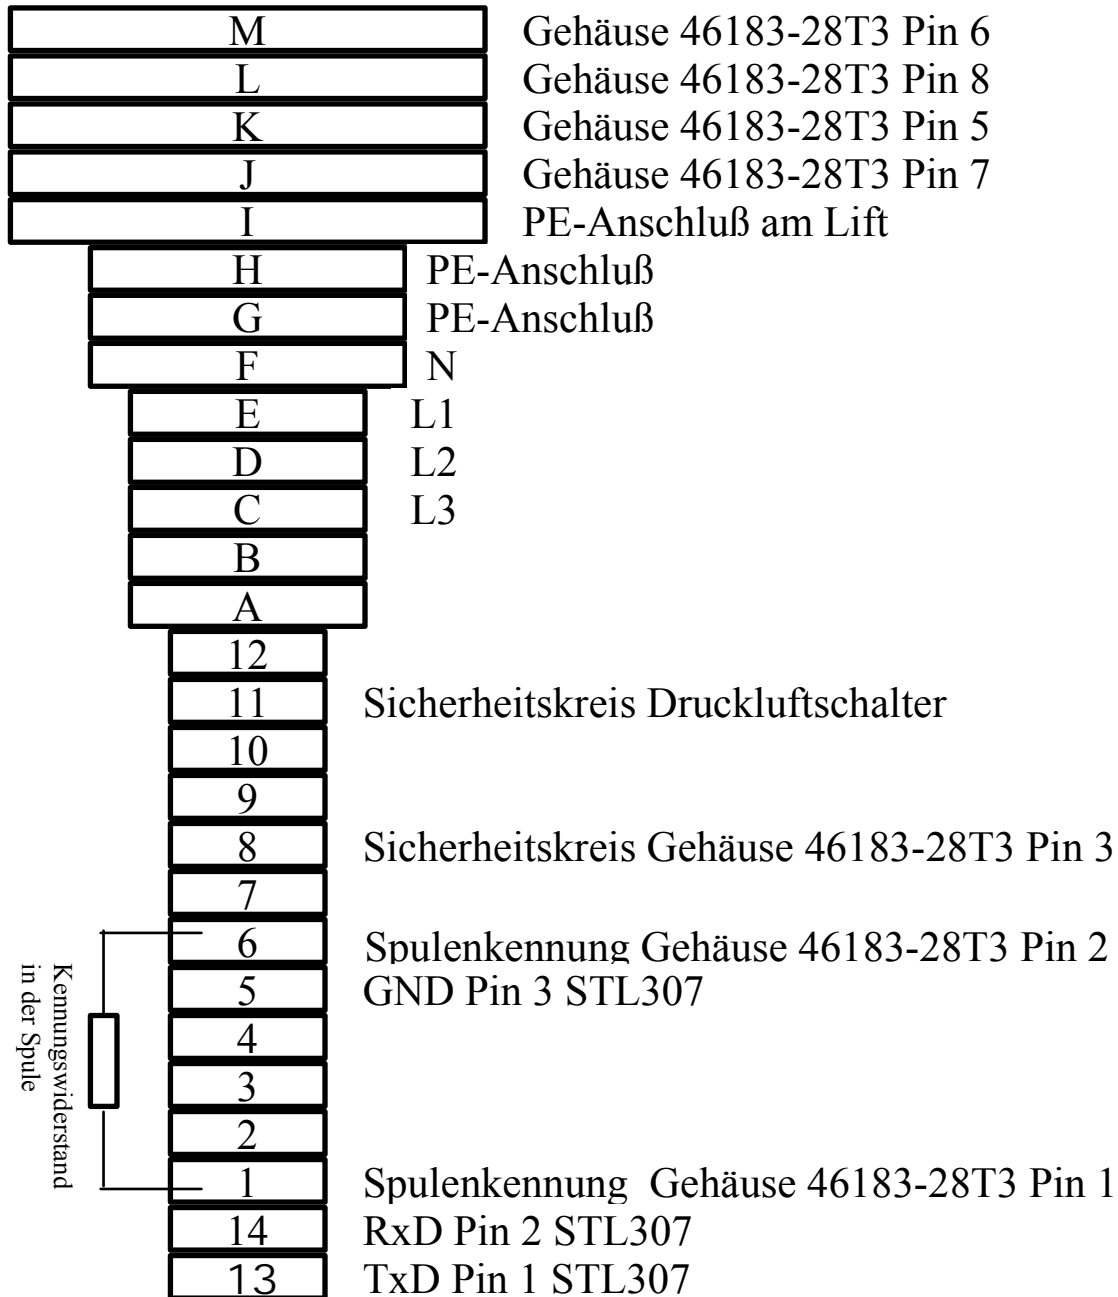 M Gehäuse 46183-28T3 Pin 6
L Gehäuse 46183-28T3 Pin 8
K Gehäuse 46183-28T3 Pin 5
J Gehäuse 46183-28T3 Pin 7
I PE-Anschluß am Lift
H PE-Anschluß
G PE-Anschluß
F N
E L1
D L2
C L3
B
A
12
11 Sicherheitskreis Druckluftschalter
10
9
8 Sicherheitskreis Gehäuse 46183-28T3 Pin 3
7
6 Spulenkennung Gehäuse 46183-28T3 Pin 2
5 GND Pin 3 STL307
4
3
2
1 Spulenkennung Gehäuse 46183-28T3 Pin 1
14 RxD Pin 2 STL307
13 TxD Pin 1 STL307
Kennungswiderstand
in der Spule